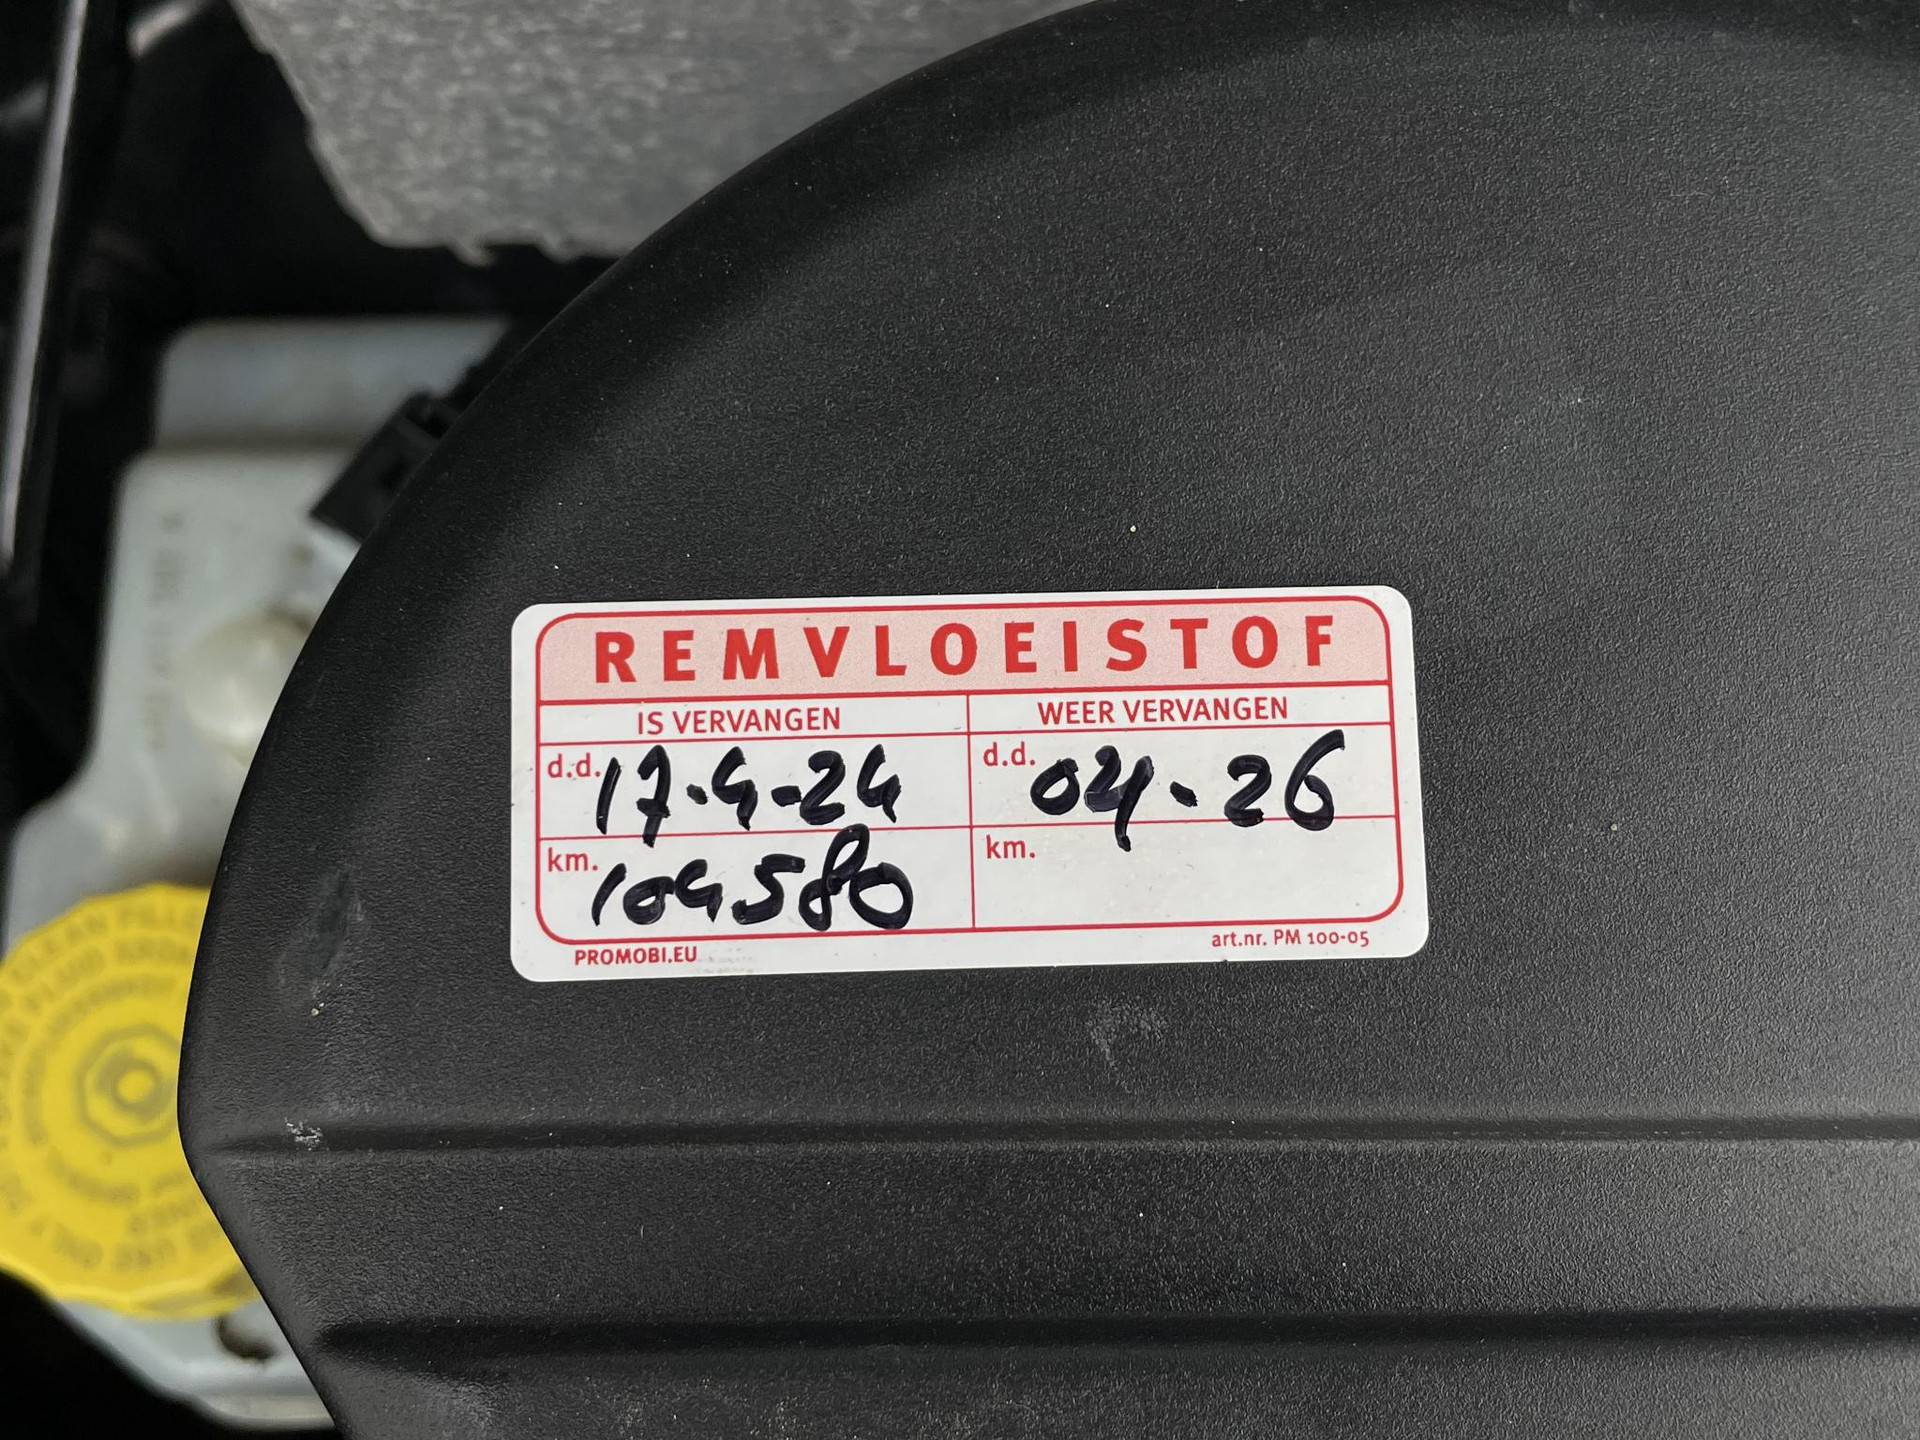 REMVLOEISTOF
IS VERVANGEN
WEER VERVANGEN
d.d. 17-4-24
d.d. 04-26
km. 104580
km.
PROMOBI.EU
art.nr. PM 100-05